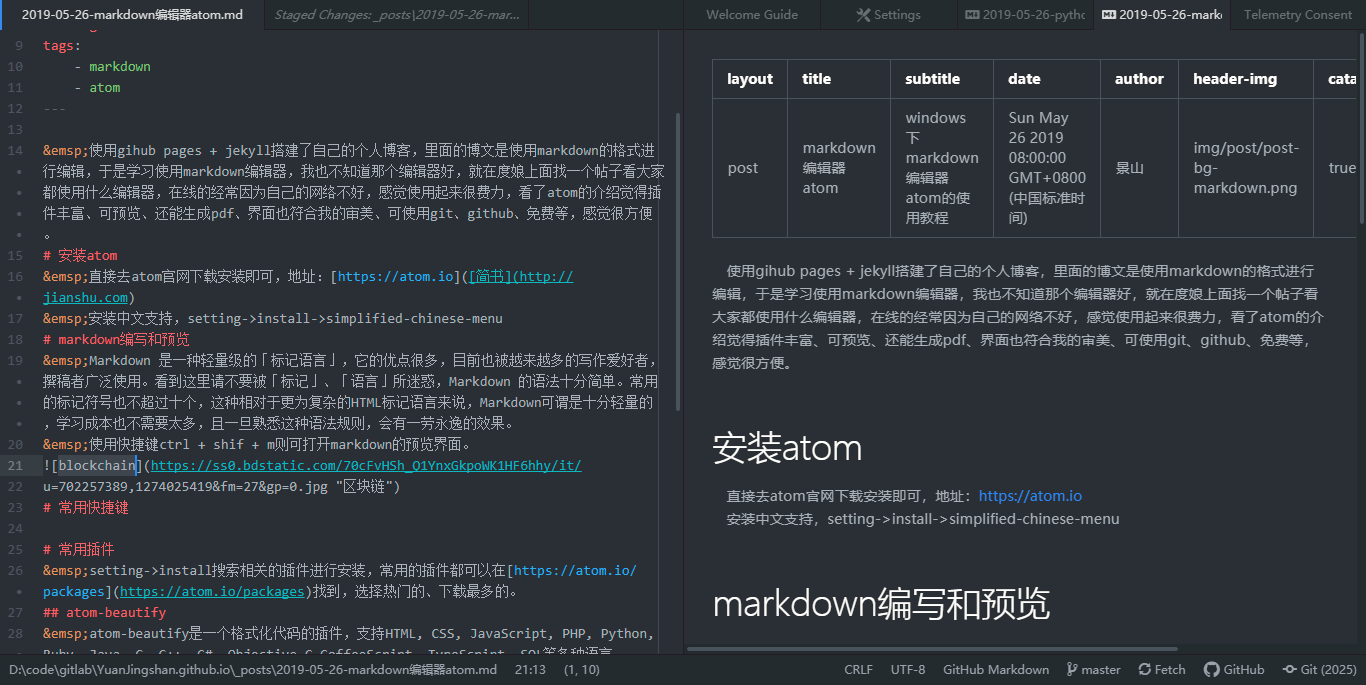 2019-05-26-markdown编辑器atom.md
Staged Changes: _posts\2019-05-26-mar...
Welcome Guide
Settings
2019-05-26-pytho
2019-05-26-mark
Telemetry Consent
9 tags:
10 - markdown
11 - atom
12 ---
13
14 &emsp;使用gihub pages + jekyll搭建了自己的个人博客，里面的博文是使用markdown的格式进
行编辑，于是学习使用markdown编辑器，我也不知道那个编辑器好，就在度娘上面找一个帖子看大家
都使用什么编辑器，在线的经常因为自己的网络不好，感觉使用起来很费力，看了atom的介绍觉得插
件丰富、可预览、还能生成pdf、界面也符合我的审美、可使用git、github、免费等，感觉很方便
。
15 # 安装atom
16 &emsp;直接去atom官网下载安装即可，地址：[https://atom.io]([简书](http://
jianshu.com)
17 &emsp;安装中文支持，setting->install->simplified-chinese-menu
18 # markdown编写和预览
19 &emsp;Markdown 是一种轻量级的「标记语言」，它的优点很多，目前也被越来越多的写作爱好者，
撰稿者广泛使用。看到这里请不要被「标记」、「语言」所迷惑，Markdown 的语法十分简单。常用
的标记符号也不超过十个，这种相对于更为复杂的HTML标记语言来说，Markdown可谓是十分轻量的
，学习成本也不需要太多，且一旦熟悉这种语法规则，会有一劳永逸的效果。
20 &emsp;使用快捷键ctrl + shif + m则可打开markdown的预览界面。
21 ![blockchain](https://ss0.bdstatic.com/70cFvHSh_Q1YnxGkpoWK1HF6hhy/it/
22 u=702257389,1274025419&fm=27&gp=0.jpg "区块链")
23 # 常用快捷键
24
25 # 常用插件
26 &emsp;setting->install搜索相关的插件进行安装，常用的插件都可以在[https://atom.io/
packages](https://atom.io/packages)找到，选择热门的、下载最多的。
27 ## atom-beautify
28 &emsp;atom-beautify是一个格式化代码的插件，支持HTML, CSS, JavaScript, PHP, Python,
Ruby, Java, C, C++, C#, Objective-C,CoffeeScript, TypeScript, SQL等多种语言
layout title subtitle date author header-img cata
post
markdown
编辑器
atom
windows
下
markdown
编辑器
atom的使
用教程
Sun May
26 2019
08:00:00
GMT+0800
(中国标准时
间)
景山
img/post/post-
bg-
markdown.png
true
使用gihub pages + jekyll搭建了自己的个人博客，里面的博文是使用markdown的格式进行
编辑，于是学习使用markdown编辑器，我也不知道那个编辑器好，就在度娘上面找一个帖子看
大家都使用什么编辑器，在线的经常因为自己的网络不好，感觉使用起来很费力，看了atom的介
绍觉得插件丰富、可预览、还能生成pdf、界面也符合我的审美、可使用git、github、免费等，
感觉很方便。
安装atom
直接去atom官网下载安装即可，地址：https://atom.io
安装中文支持，setting->install->simplified-chinese-menu
markdown编写和预览
D:\code\gitlab\YuanJingshan.github.io\_posts\2019-05-26-markdown编辑器atom.md 21:13 (1, 10)
CRLF UTF-8 GitHub Markdown master Fetch GitHub Git (2025)